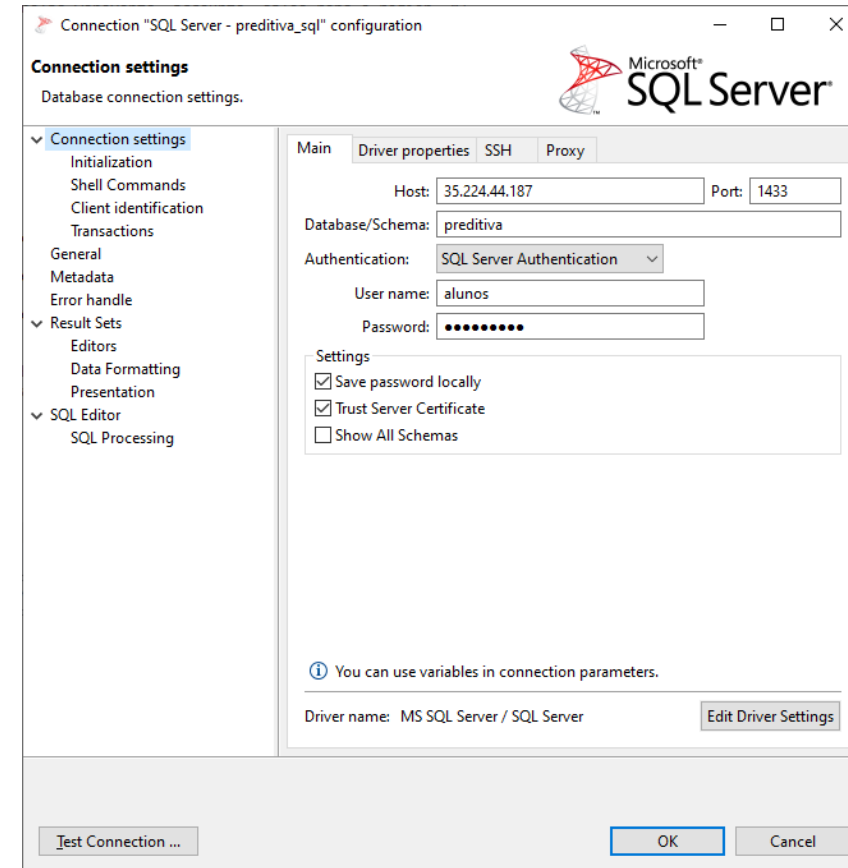 Connection "SQL Server - preditiva_sql" configuration
Connection settings
Database connection settings.
Microsoft®
SQL Server®
Connection settings
Initialization
Shell Commands
Client identification
Transactions
General
Metadata
Error handle
Result Sets
Editors
Data Formatting
Presentation
SQL Editor
SQL Processing
Main Driver properties SSH Proxy
Host: 35.224.44.187 Port: 1433
Database/Schema: preditiva
Authentication: SQL Server Authentication
User name: alunos
Password: •••••••••
Settings
Save password locally
Trust Server Certificate
Show All Schemas
You can use variables in connection parameters.
Driver name: MS SQL Server / SQL Server Edit Driver Settings
Test Connection ... OK Cancel